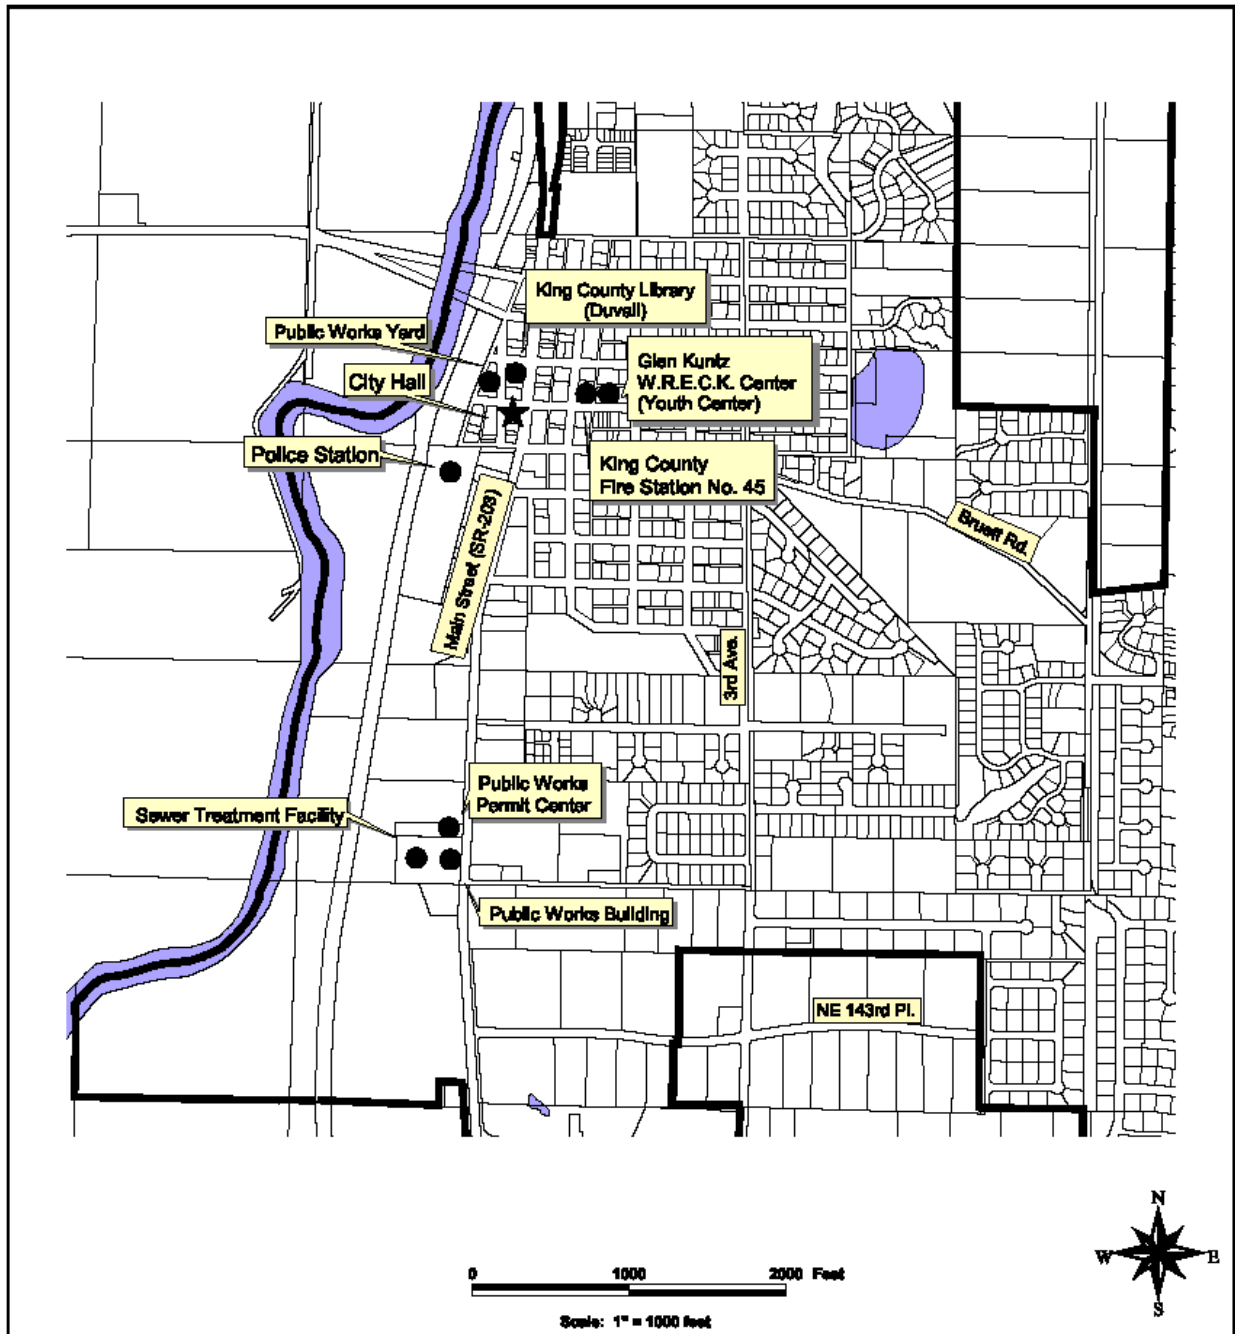 King County Library
(Duvall)
Public Works Yard
Glen Kuntz
W.R.E.C.K. Center
(Youth Center)
City Hall
Police Station
King County
Fire Station No. 45
Main Street (SR-203)
Brueff Rd.
3rd Ave.
Public Works
Permit Center
Sewer Treatment Facility
Public Works Building
NE 143rd Pl.
N
W
E
S
0 1000 2000 Feet
Scale: 1" = 1000 feet